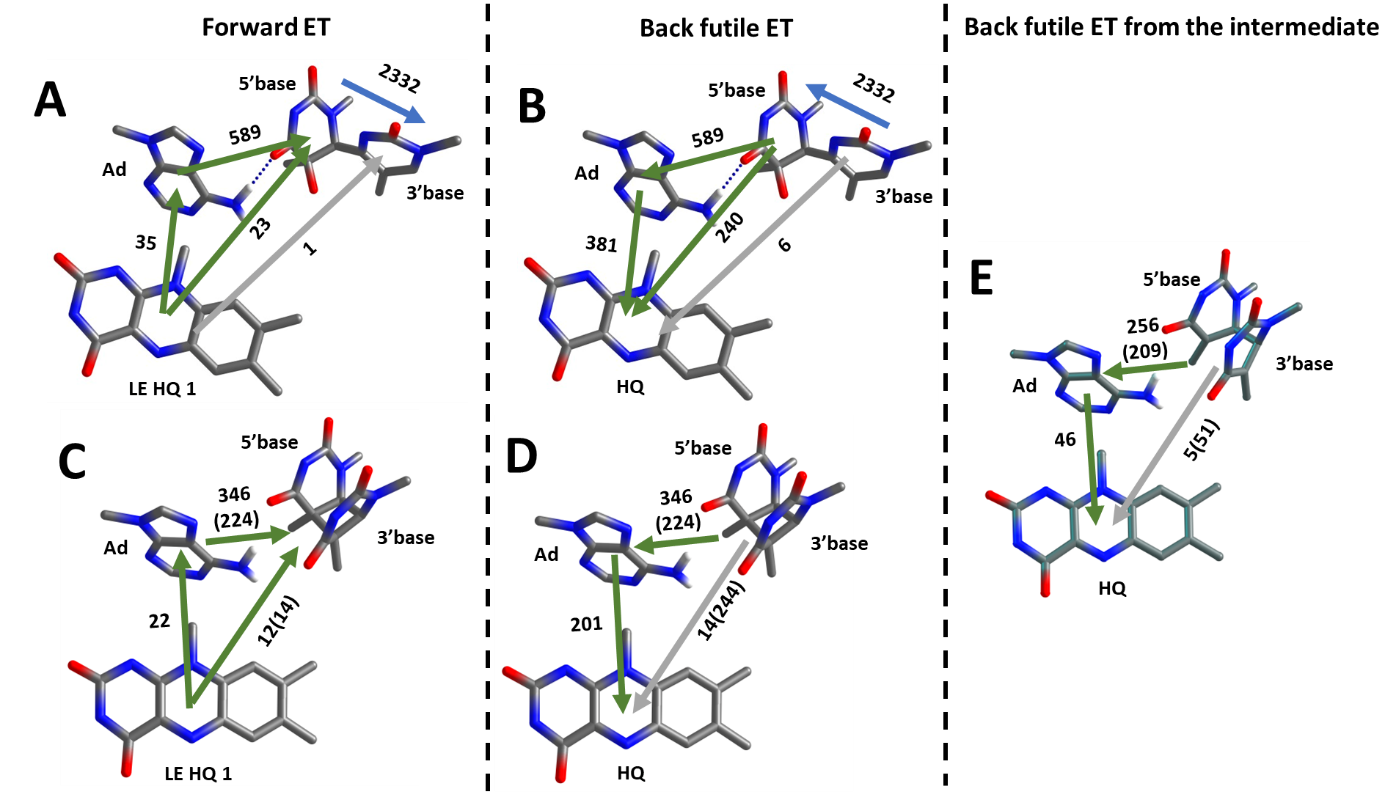 Forward ET
Back futile ET
Back futile ET from the intermediate
A
5’base
2332
589
Ad
3’base
35
23
1
LE HQ 1
B
5’base
2332
589
Ad
3’base
381
240
6
HQ
C
5’base
346
(224)
Ad
3’base
22
12(14)
LE HQ 1
D
5’base
346
(224)
Ad
3’base
201
14(244)
HQ
E
5’base
256
(209)
Ad
3’base
46
5(51)
HQ